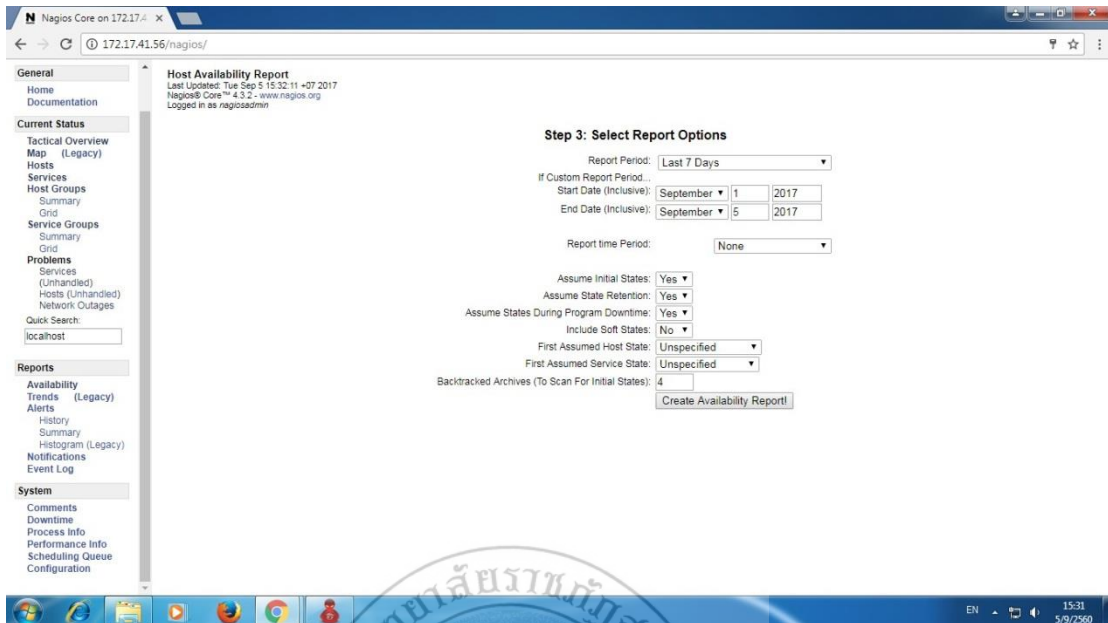 Nagios Core on 172.17.4
172.17.41.56/nagios/
General
Home
Documentation
Current Status
Tactical Overview
Map (Legacy)
Hosts
Services
Host Groups
Summary
Grid
Service Groups
Summary
Grid
Problems
Services
(Unhandled)
Hosts (Unhandled)
Network Outages
Quick Search:
localhost
Reports
Availability
Trends (Legacy)
Alerts
History
Summary
Histogram (Legacy)
Notifications
Event Log
System
Comments
Downtime
Process Info
Performance Info
Scheduling Queue
Configuration
Host Availability Report
Last Updated: Tue Sep 5 15:32:11 +07 2017
Nagios® Core™ 4.3.2 - www.nagios.org
Logged in as nagiosadmin
Step 3: Select Report Options
Report Period: Last 7 Days
If Custom Report Period...
Start Date (Inclusive): September 1 2017
End Date (Inclusive): September 5 2017
Report time Period: None
Assume Initial States: Yes
Assume State Retention: Yes
Assume States During Program Downtime: Yes
Include Soft States: No
First Assumed Host State: Unspecified
First Assumed Service State: Unspecified
Backtracked Archives (To Scan For Initial States): 4
Create Availability Report!
EN
15:31
5/9/2560